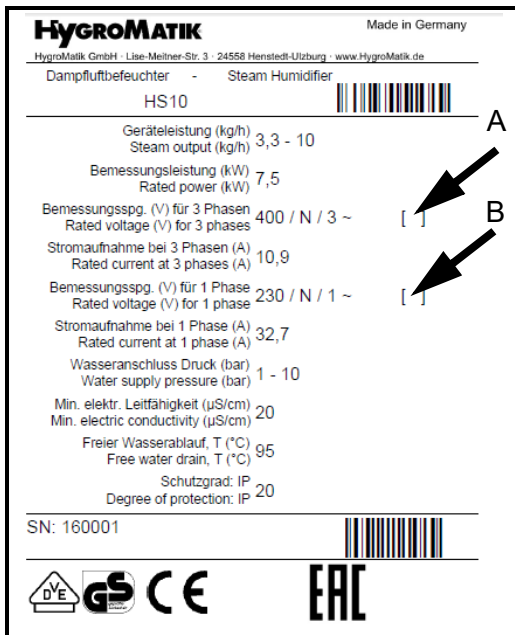 HYGROMATIK
Made in Germany
HygroMatik GmbH · Lise-Meitner-Str. 3 · 24558 Henstedt-Ulzburg · www.HygroMatik.de
Dampfluftbefeuchter - Steam Humidifier
HS10
A
Geräteleistung (kg/h)
Steam output (kg/h) 3,3 - 10
Bemessungsleistung (kW)
Rated power (kW) 7,5
B
Bemessungsspg. (V) für 3 Phasen
Rated voltage (V) for 3 phases 400 / N / 3 ~ [ ]
Stromaufnahme bei 3 Phasen (A)
Rated current at 3 phases (A) 10,9
Bemessungsspg. (V) für 1 Phase
Rated voltage (V) for 1 phase 230 / N / 1 ~ [ ]
Stromaufnahme bei 1 Phase (A)
Rated current at 1 phase (A) 32,7
Wasseranschluss Druck (bar)
Water supply pressure (bar) 1 - 10
Min. elektr. Leitfähigkeit (µS/cm)
Min. electric conductivity (µS/cm) 20
Freier Wasserablauf, T (°C)
Free water drain, T (°C) 95
Schutzgrad: IP
Degree of protection: IP 20
SN: 160001
DVE GS CE EAC